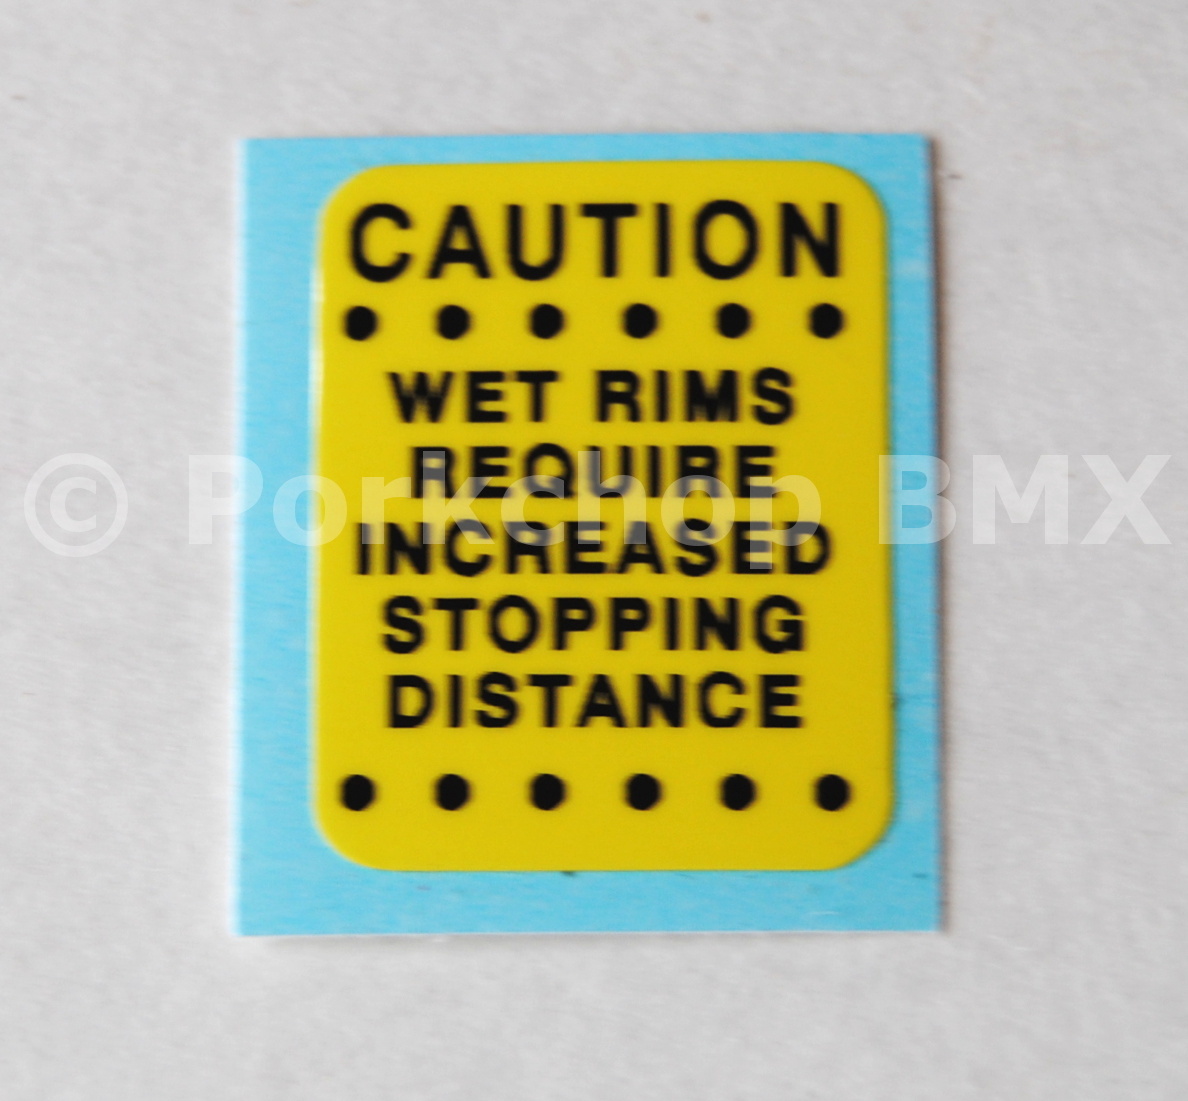 CAUTION
WET RIMS
REQUIRE
© Porkchop BMX
INCREASED
STOPPING
DISTANCE